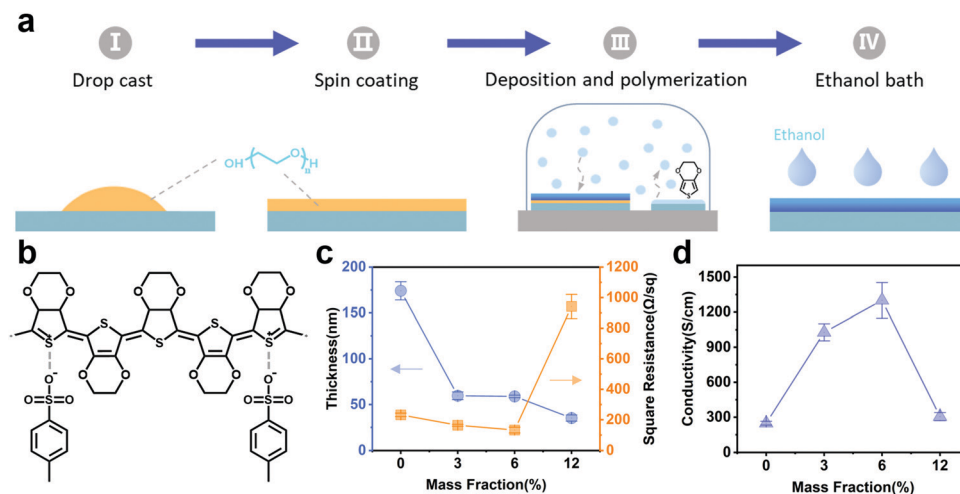 a
I
II
III
IV
Drop cast
Spin coating
Deposition and polymerization
Ethanol bath
OH
O
n
H
O
O
S
Ethanol
b
O O
O O
O O
S
S
S⁺
S
S⁺
O O
O O
O⁻
O⁻
O=S=O
O=S=O
c
Thickness(nm)
200
150
100
50
0
1200
1000
800
600
400
200
0
Square Resistance(Ω/sq)
0 3 6 12
Mass Fraction(%)
d
Conductivity(S/cm)
1500
1200
900
600
300
0
0 3 6 12
Mass Fraction(%)